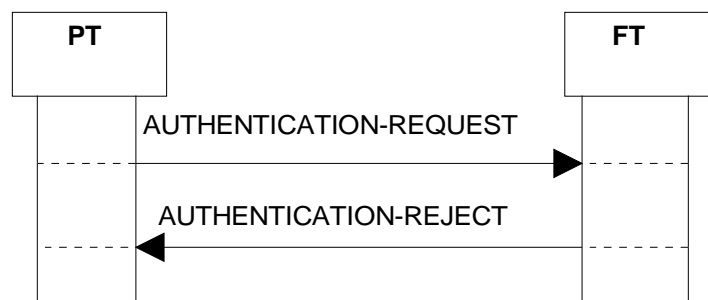 PT
FT
AUTHENTICATION-REQUEST
AUTHENTICATION-REJECT